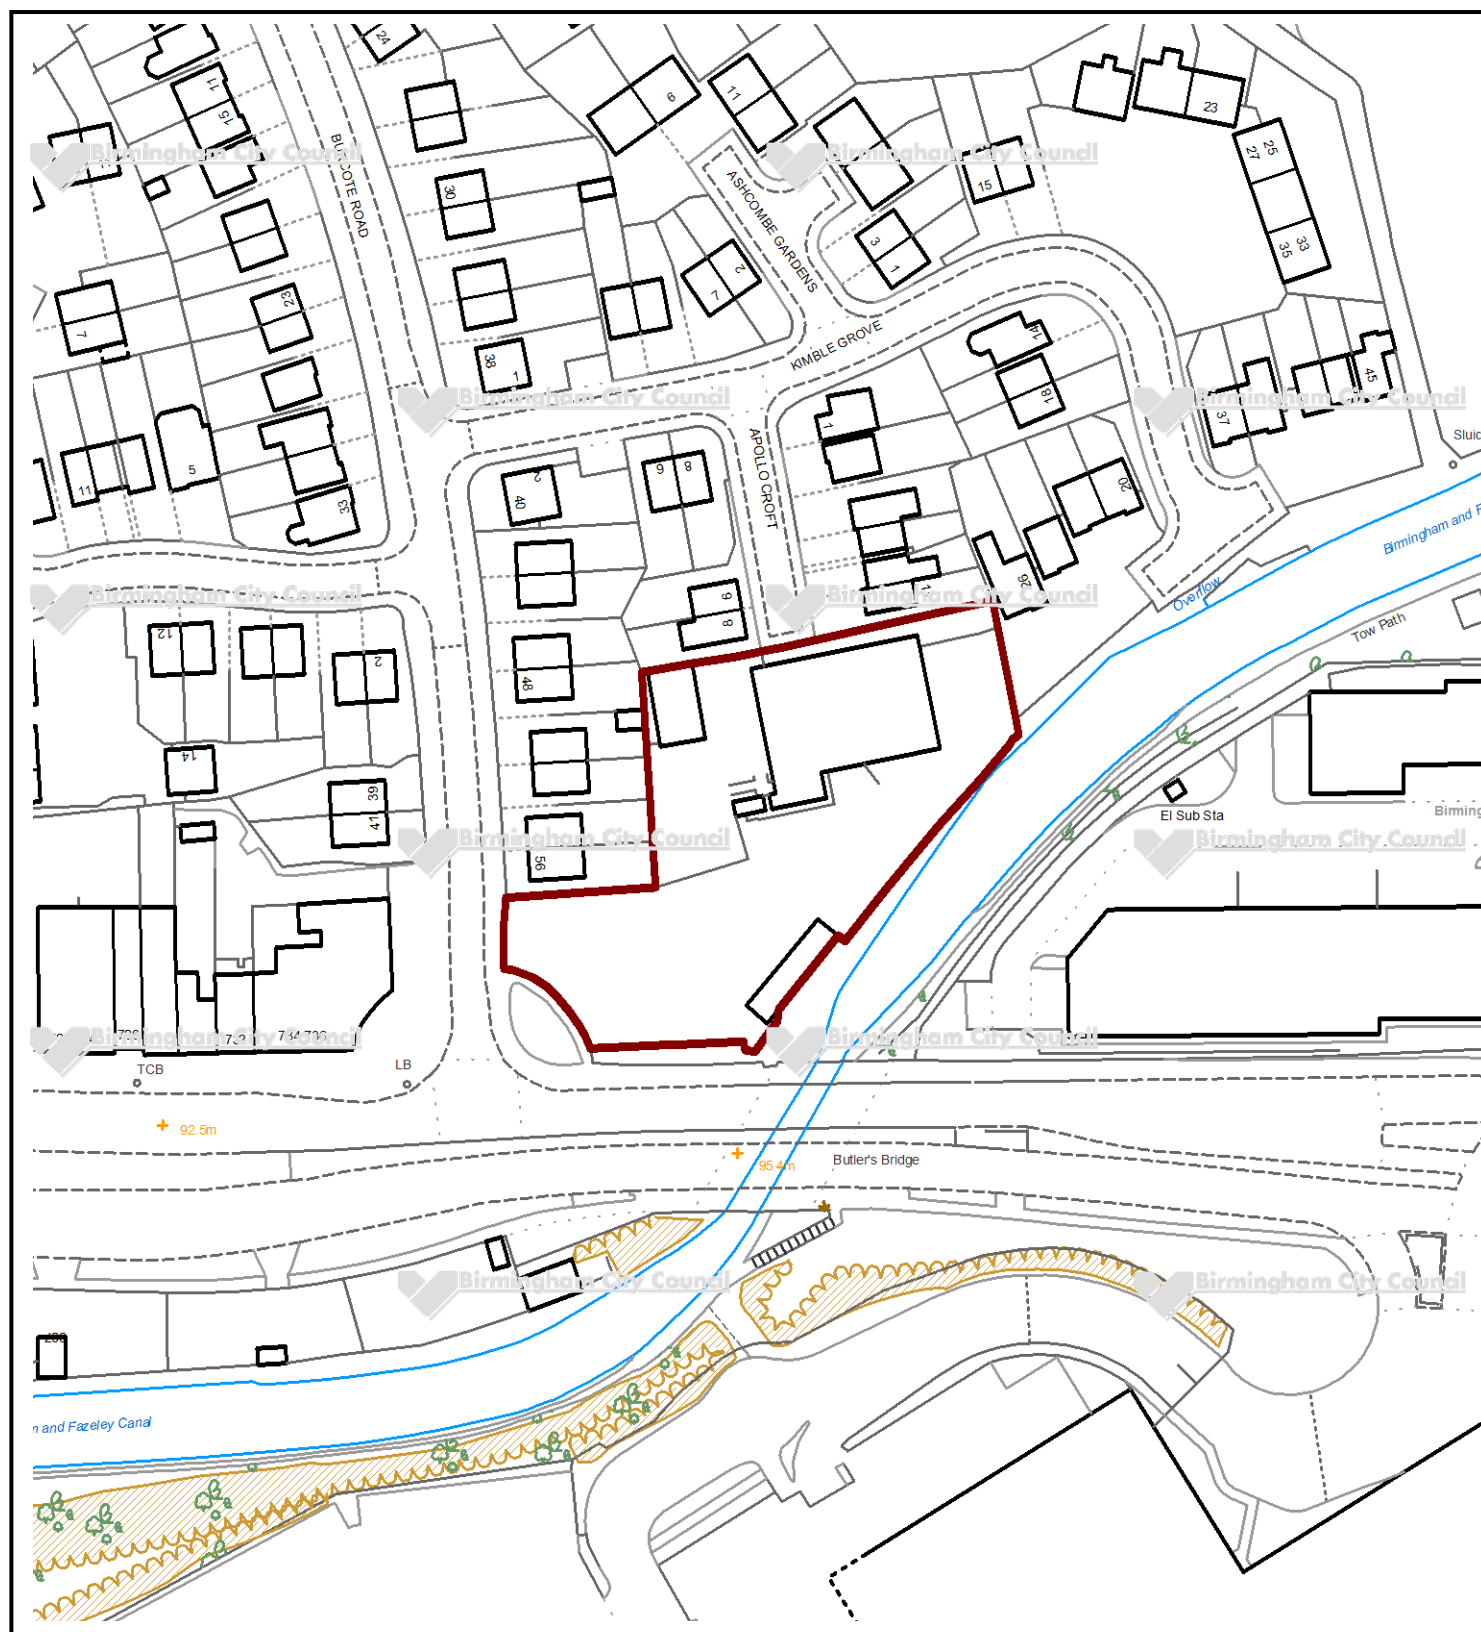 24
11
15
6
11
23
25
27
Birmingham City Council
Birmingham City Council
BURCOTE ROAD
30
ASHCOMBE GARDENS
15
3
1
33
35
2
7
7
23
14
KIMBLE GROVE
38
1
18
45
37
Birmingham City Council
Birmingham City Council
1
APOLLO CROFT
Sluic
5
11
2
40
6
8
20
33
Birmingham and F
Birmingham City Council
Birmingham City Council
1
26
Overflow
9
8
Tow Path
12
2
48
14
39
41
El Sub Sta
Birming
Birmingham City Council
Birmingham City Council
56
Birmingham City Council
Birmingham City Council
TCB
LB
92.5m
95.4m
Butler's Bridge
Birmingham City Council
Birmingham City Council
n and Fazeley Canal